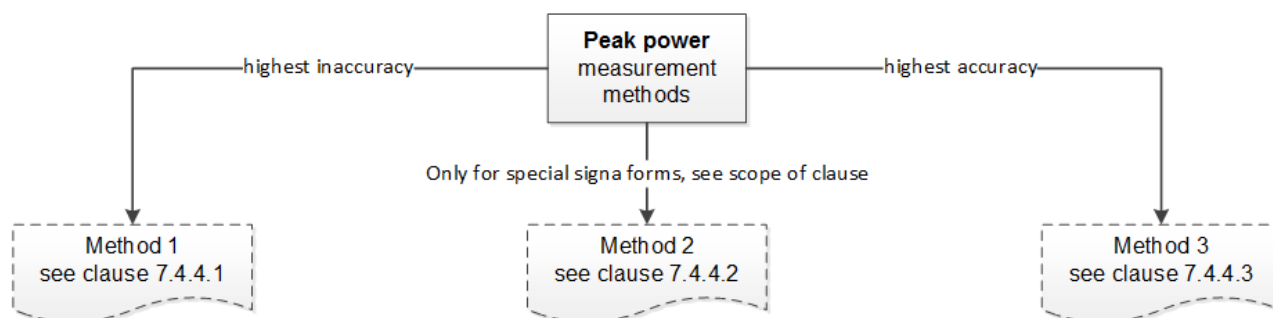 Peak power
measurement
methods
highest inaccuracy
highest accuracy
Only for special signa forms, see scope of clause
Method 1
see clause 7.4.4.1
Method 2
see clause 7.4.4.2
Method 3
see clause 7.4.4.3